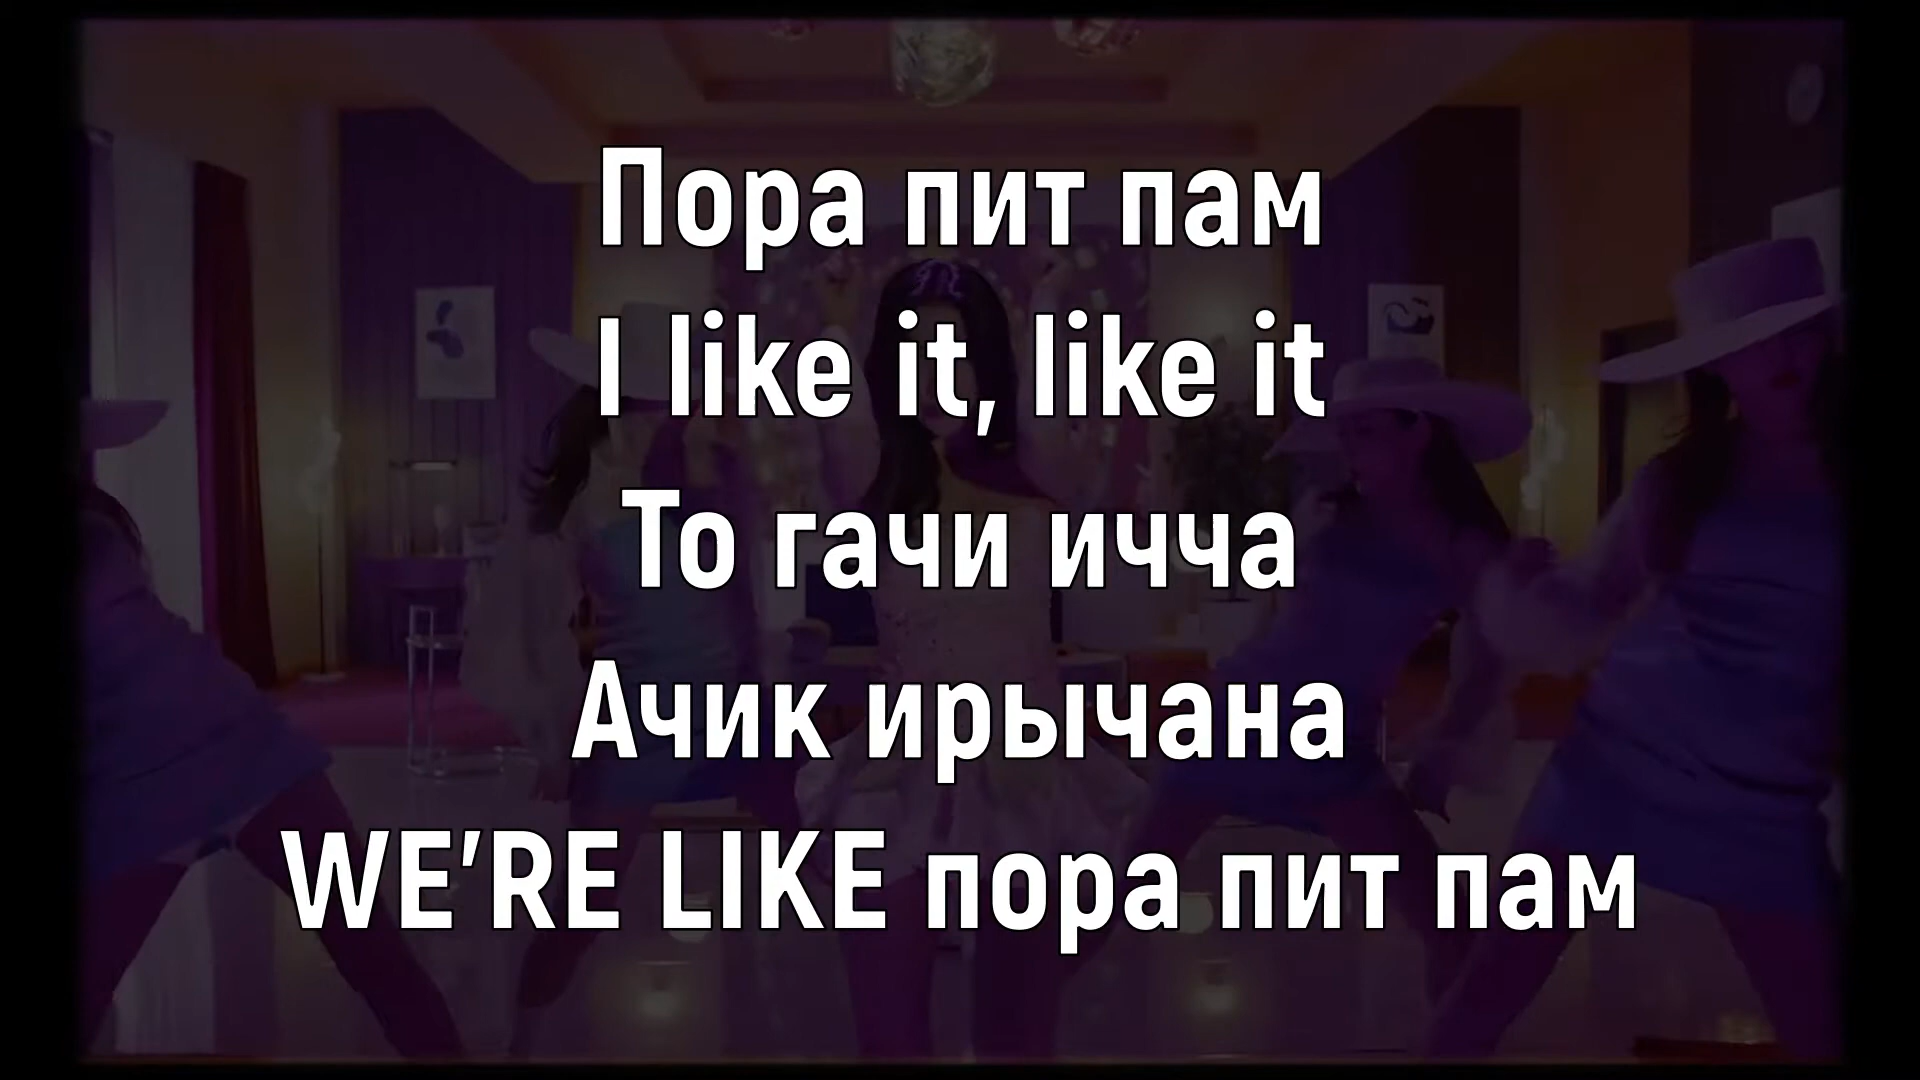 Пора пит пам
I like it, like it
То гачи ичча
Ачик ирычана
WE'RE LIKE пора пит пам